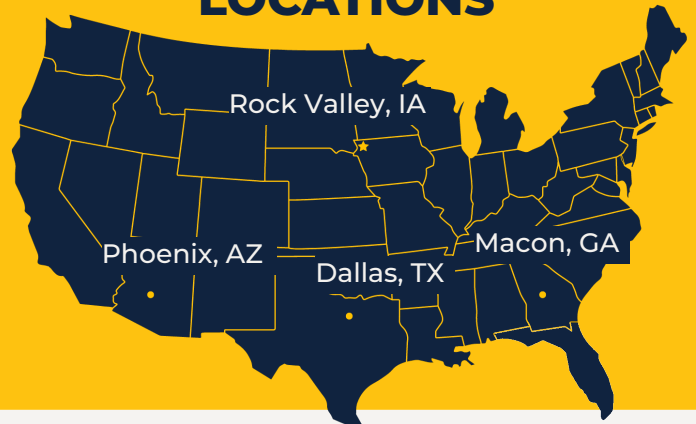 LOCATIONS
Rock Valley, IA
Phoenix, AZ
Macon, GA
Dallas, TX